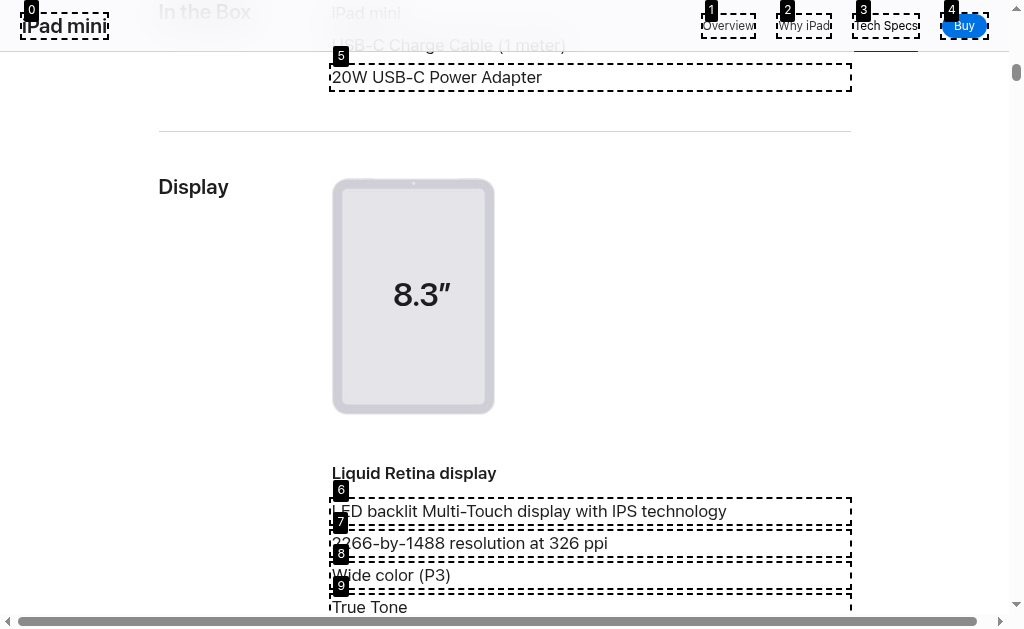 iPad mini
0
1
Overview
2
Why iPad
3
Tech Specs
4
Buy
In the Box
iPad mini
USB-C Charge Cable (1 meter)
5
20W USB-C Power Adapter
Display
8.3”
Liquid Retina display
6
LED backlit Multi-Touch display with IPS technology
7
2266-by-1488 resolution at 326 ppi
8
Wide color (P3)
9
True Tone